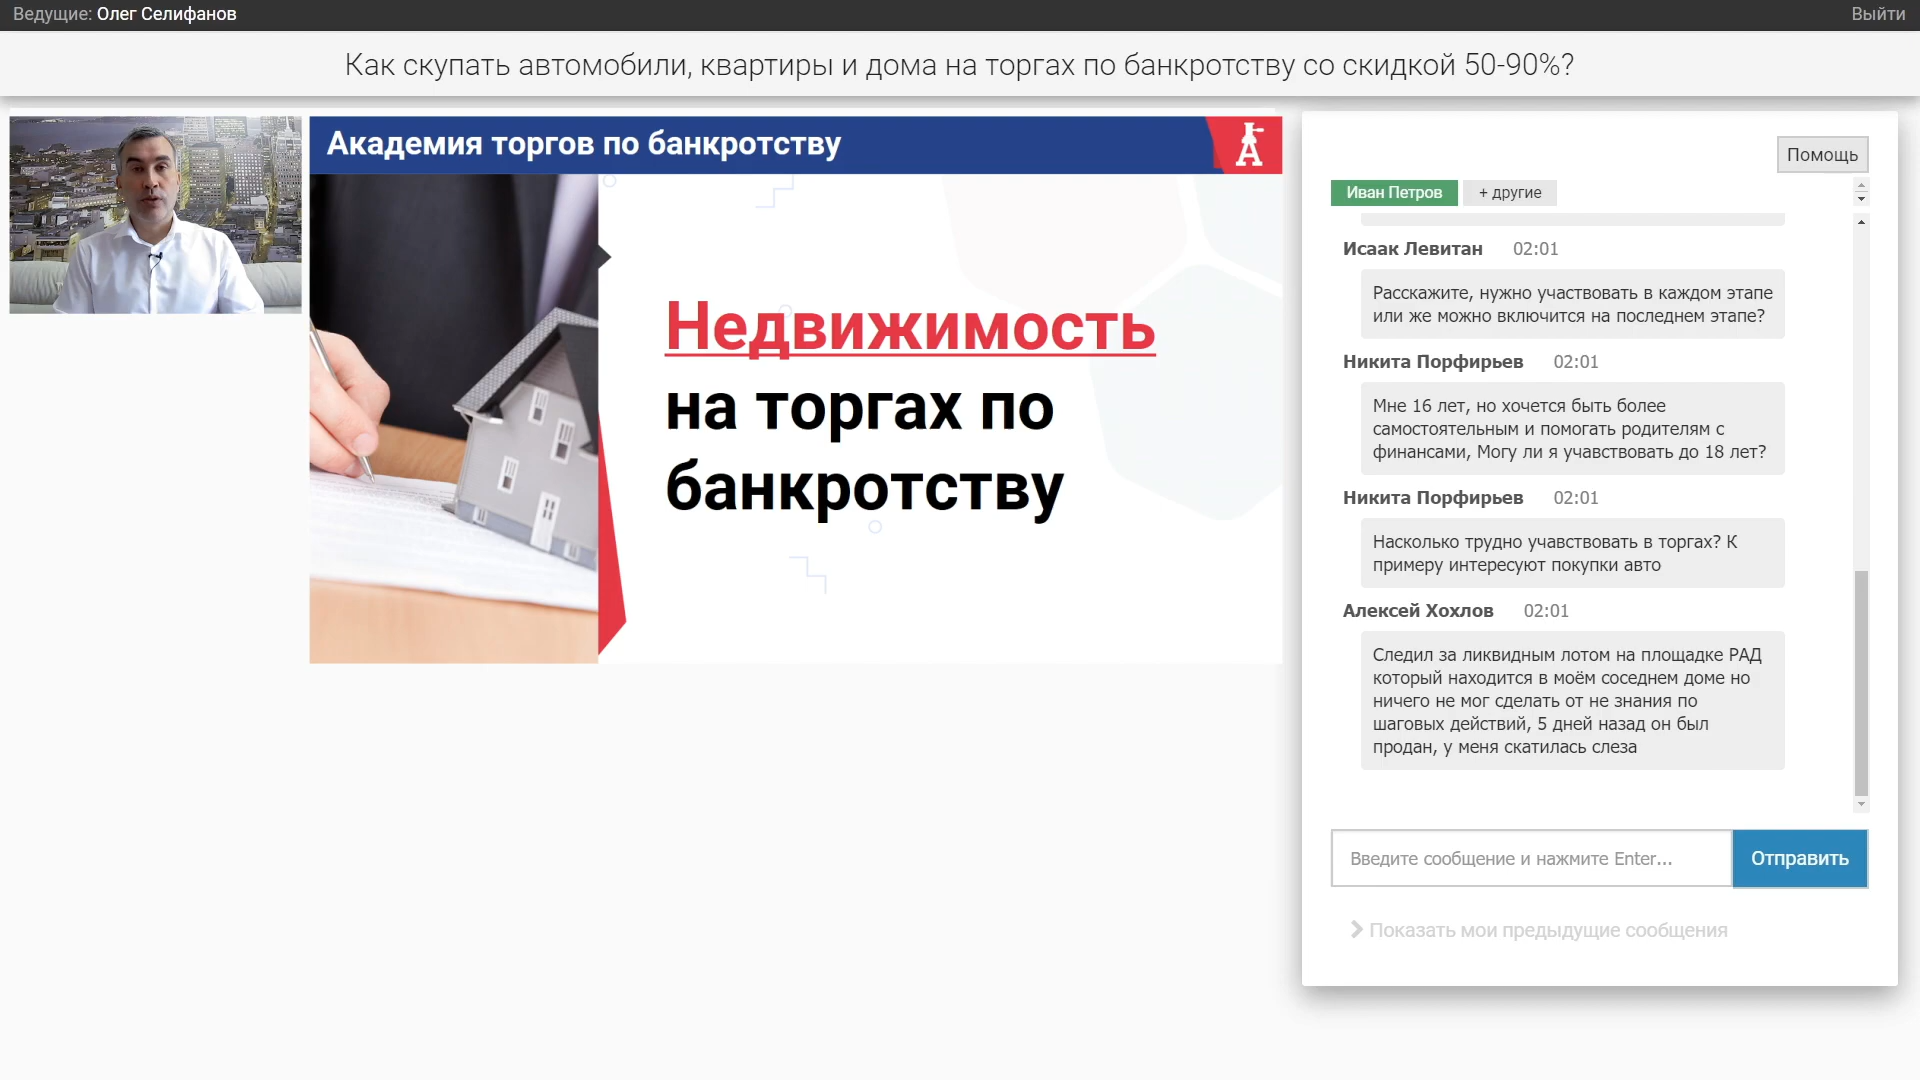 Ведущие: Олег Селифанов
Выйти
Как скупать автомобили, квартиры и дома на торгах по банкротству со скидкой 50-90%?
Академия торгов по банкротству
Недвижимость
на торгах по
банкротству
Помощь
Иван Петров
+ другие
Исаак Левитан 02:01
Расскажите, нужно участвовать в каждом этапе
или же можно включится на последнем этапе?
Никита Порфирьев 02:01
Мне 16 лет, но хочется быть более
самостоятельным и помогать родителям с
финансами, Могу ли я учавствовать до 18 лет?
Никита Порфирьев 02:01
Насколько трудно учавствовать в торгах? К
примеру интересуют покупки авто
Алексей Хохлов 02:01
Следил за ликвидным лотом на площадке РАД
который находится в моём соседнем доме но
ничего не мог сделать от не знания по
шаговых действий, 5 дней назад он был
продан, у меня скатилась слеза
Введите сообщение и нажмите Enter...
Отправить
Показать мои предыдущие сообщения